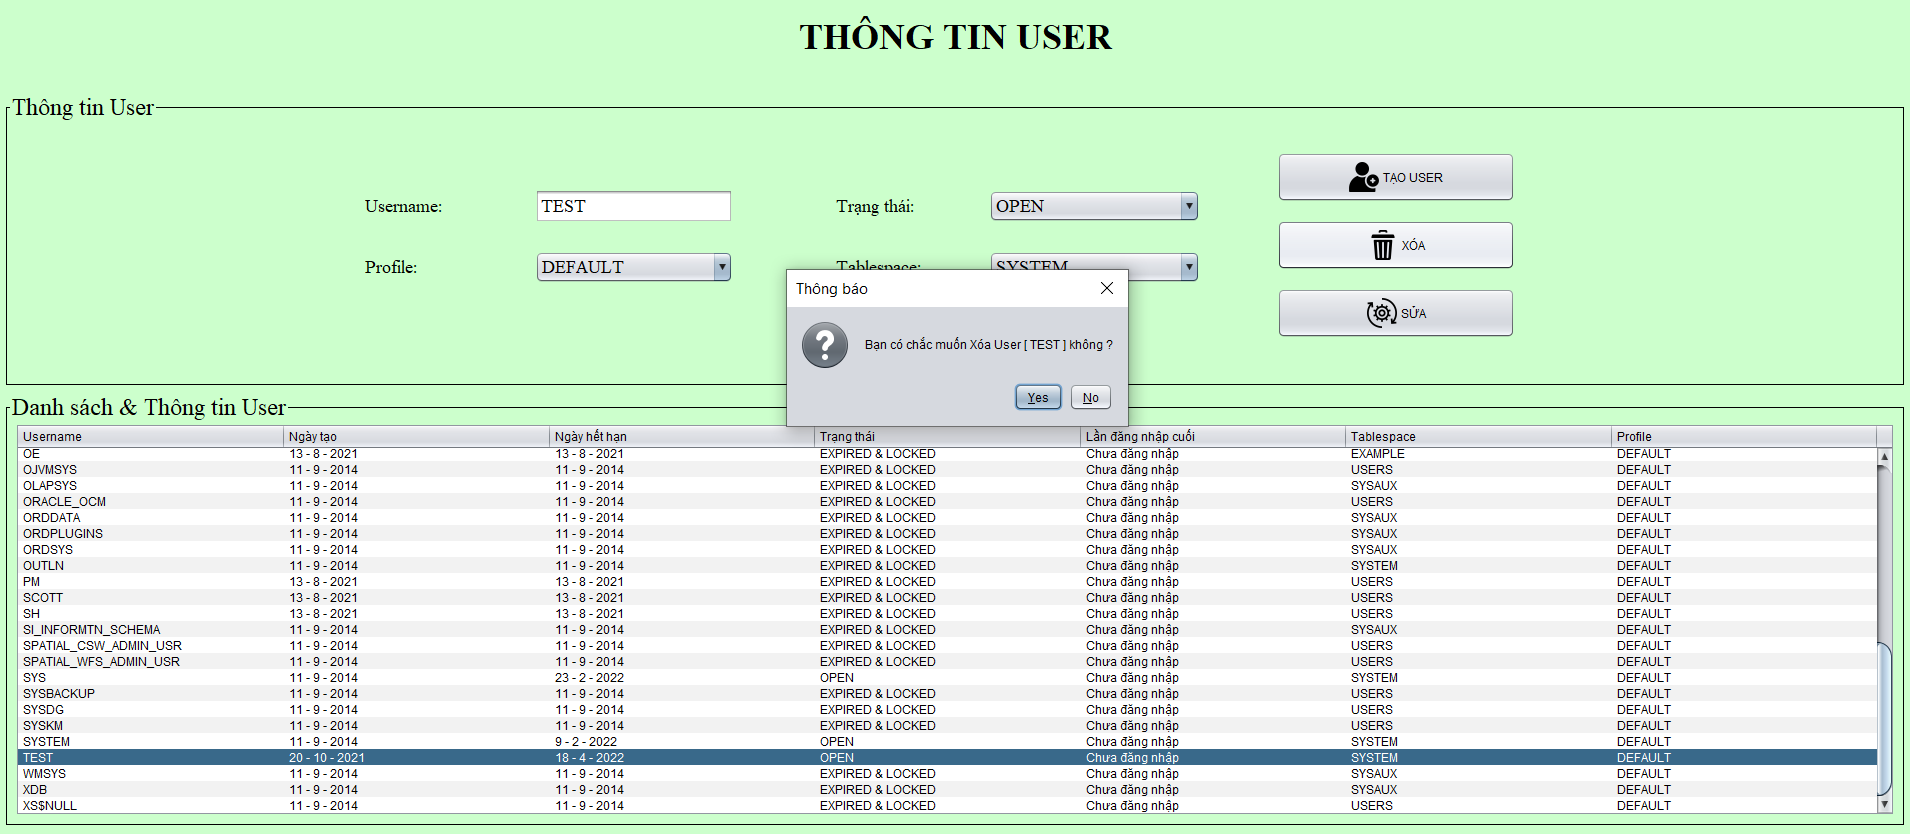 THÔNG TIN USER
Thông tin User
TẠO USER
Username: TEST Trạng thái: OPEN
XÓA
Profile: DEFAULT Tablespace: SYSTEM
Thông báo
SỬA
Bạn có chắc muốn Xóa User [ TEST ] không ?
Yes No
Danh sách & Thông tin User
Username Ngày tạo Ngày hết hạn Trạng thái Lần đăng nhập cuối Tablespace Profile
OE 13 - 8 - 2021 13 - 8 - 2021 EXPIRED & LOCKED Chưa đăng nhập EXAMPLE DEFAULT
OJVMSYS 11 - 9 - 2014 11 - 9 - 2014 EXPIRED & LOCKED Chưa đăng nhập USERS DEFAULT
OLAPSYS 11 - 9 - 2014 11 - 9 - 2014 EXPIRED & LOCKED Chưa đăng nhập SYSAUX DEFAULT
ORACLE_OCM 11 - 9 - 2014 11 - 9 - 2014 EXPIRED & LOCKED Chưa đăng nhập USERS DEFAULT
ORDDATA 11 - 9 - 2014 11 - 9 - 2014 EXPIRED & LOCKED Chưa đăng nhập SYSAUX DEFAULT
ORDPLUGINS 11 - 9 - 2014 11 - 9 - 2014 EXPIRED & LOCKED Chưa đăng nhập SYSAUX DEFAULT
ORDSYS 11 - 9 - 2014 11 - 9 - 2014 EXPIRED & LOCKED Chưa đăng nhập SYSAUX DEFAULT
OUTLN 11 - 9 - 2014 11 - 9 - 2014 EXPIRED & LOCKED Chưa đăng nhập SYSTEM DEFAULT
PM 13 - 8 - 2021 13 - 8 - 2021 EXPIRED & LOCKED Chưa đăng nhập USERS DEFAULT
SCOTT 13 - 8 - 2021 13 - 8 - 2021 EXPIRED & LOCKED Chưa đăng nhập USERS DEFAULT
SH 13 - 8 - 2021 13 - 8 - 2021 EXPIRED & LOCKED Chưa đăng nhập USERS DEFAULT
SI_INFORMTN_SCHEMA 11 - 9 - 2014 11 - 9 - 2014 EXPIRED & LOCKED Chưa đăng nhập SYSAUX DEFAULT
SPATIAL_CSW_ADMIN_USR 11 - 9 - 2014 11 - 9 - 2014 EXPIRED & LOCKED Chưa đăng nhập USERS DEFAULT
SPATIAL_WFS_ADMIN_USR 11 - 9 - 2014 11 - 9 - 2014 EXPIRED & LOCKED Chưa đăng nhập USERS DEFAULT
SYS 11 - 9 - 2014 23 - 2 - 2022 OPEN Chưa đăng nhập SYSTEM DEFAULT
SYSBACKUP 11 - 9 - 2014 11 - 9 - 2014 EXPIRED & LOCKED Chưa đăng nhập USERS DEFAULT
SYSDG 11 - 9 - 2014 11 - 9 - 2014 EXPIRED & LOCKED Chưa đăng nhập USERS DEFAULT
SYSKM 11 - 9 - 2014 11 - 9 - 2014 EXPIRED & LOCKED Chưa đăng nhập USERS DEFAULT
SYSTEM 11 - 9 - 2014 9 - 2 - 2022 OPEN Chưa đăng nhập SYSTEM DEFAULT
TEST 20 - 10 - 2021 18 - 4 - 2022 OPEN Chưa đăng nhập SYSTEM DEFAULT
WMSYS 11 - 9 - 2014 11 - 9 - 2014 EXPIRED & LOCKED Chưa đăng nhập SYSAUX DEFAULT
XDB 11 - 9 - 2014 11 - 9 - 2014 EXPIRED & LOCKED Chưa đăng nhập SYSAUX DEFAULT
XS$NULL 11 - 9 - 2014 11 - 9 - 2014 EXPIRED & LOCKED Chưa đăng nhập USERS DEFAULT